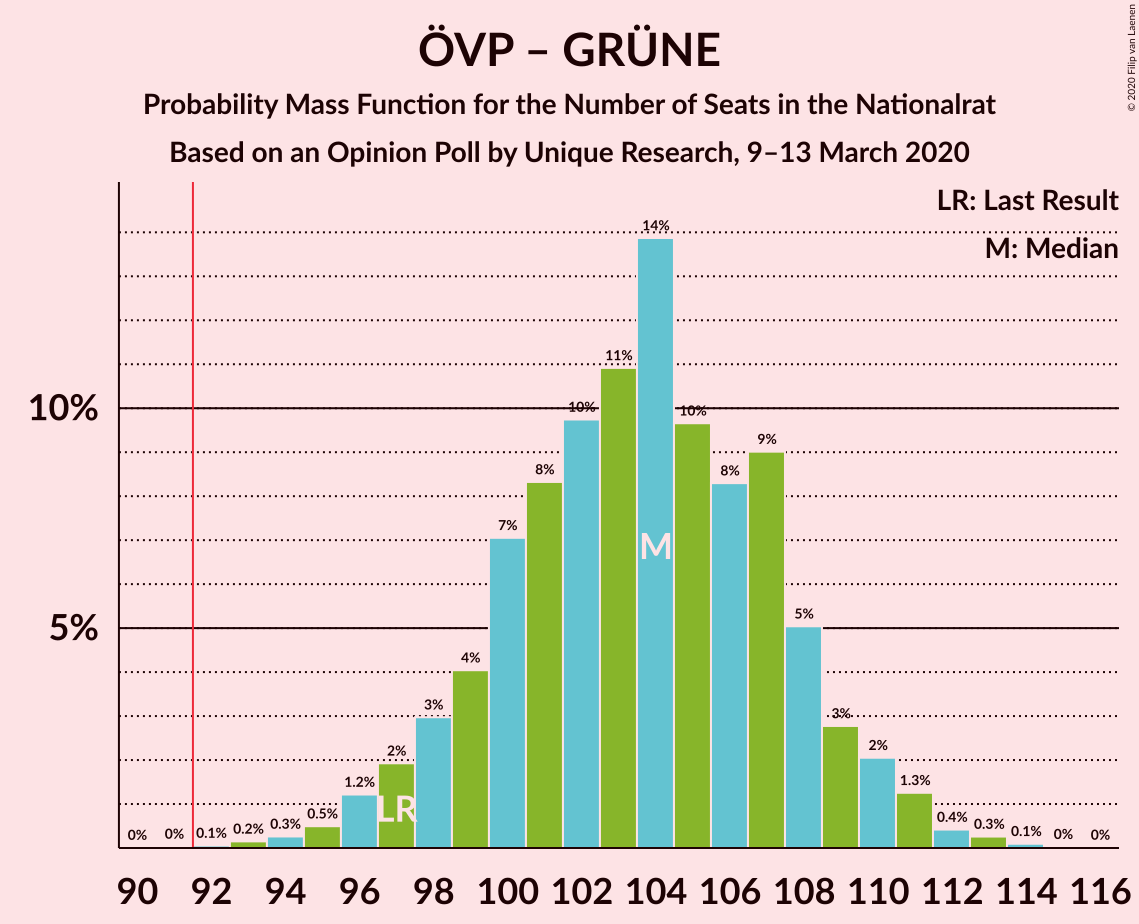 ÖVP – GRÜNE
Probability Mass Function for the Number of Seats in the Nationalrat
Based on an Opinion Poll by Unique Research, 9–13 March 2020
© 2020 Filip van Laenen
LR: Last Result
M: Median
10%
5%
0% 0% 0.1% 0.2% 0.3% 0.5% 1.2% 2% 3% 4% 7% 8% 10% 11% 14% 10% 8% 9% 5% 3% 2% 1.3% 0.4% 0.3% 0.1% 0% 0%
M
LR
90 92 94 96 98 100 102 104 106 108 110 112 114 116